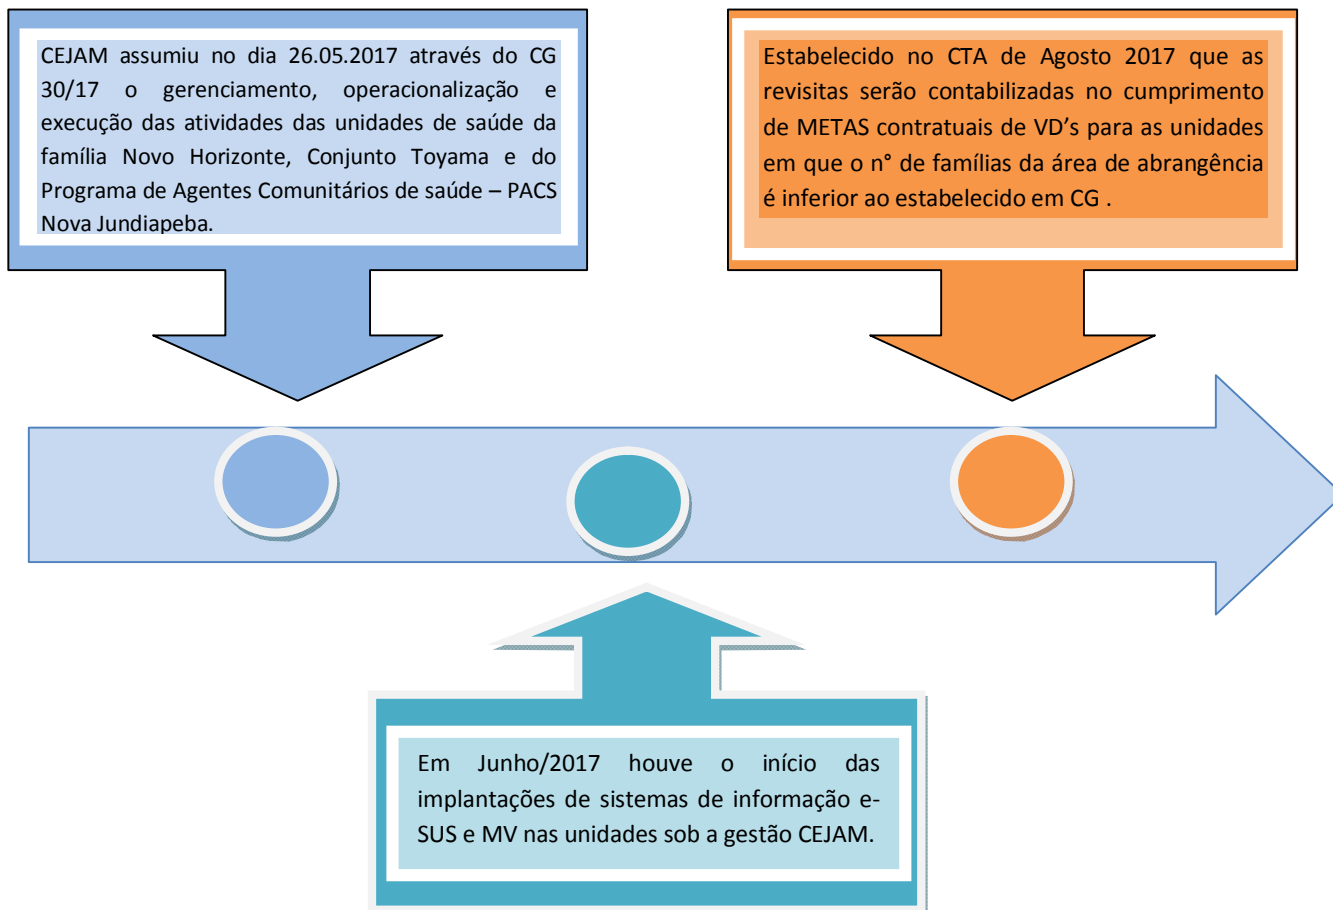 CEJAM assumiu no dia 26.05.2017 através do CG
30/17 o gerenciamento, operacionalização e
execução das atividades das unidades de saúde da
família Novo Horizonte, Conjunto Toyama e do
Programa de Agentes Comunitários de saúde – PACS
Nova Jundiapeba.
Estabelecido no CTA de Agosto 2017 que as
revisitas serão contabilizadas no cumprimento
de METAS contratuais de VD’s para as unidades
em que o n° de famílias da área de abrangência
é inferior ao estabelecido em CG .
Em Junho/2017 houve o início das
implantações de sistemas de informação e-
SUS e MV nas unidades sob a gestão CEJAM.